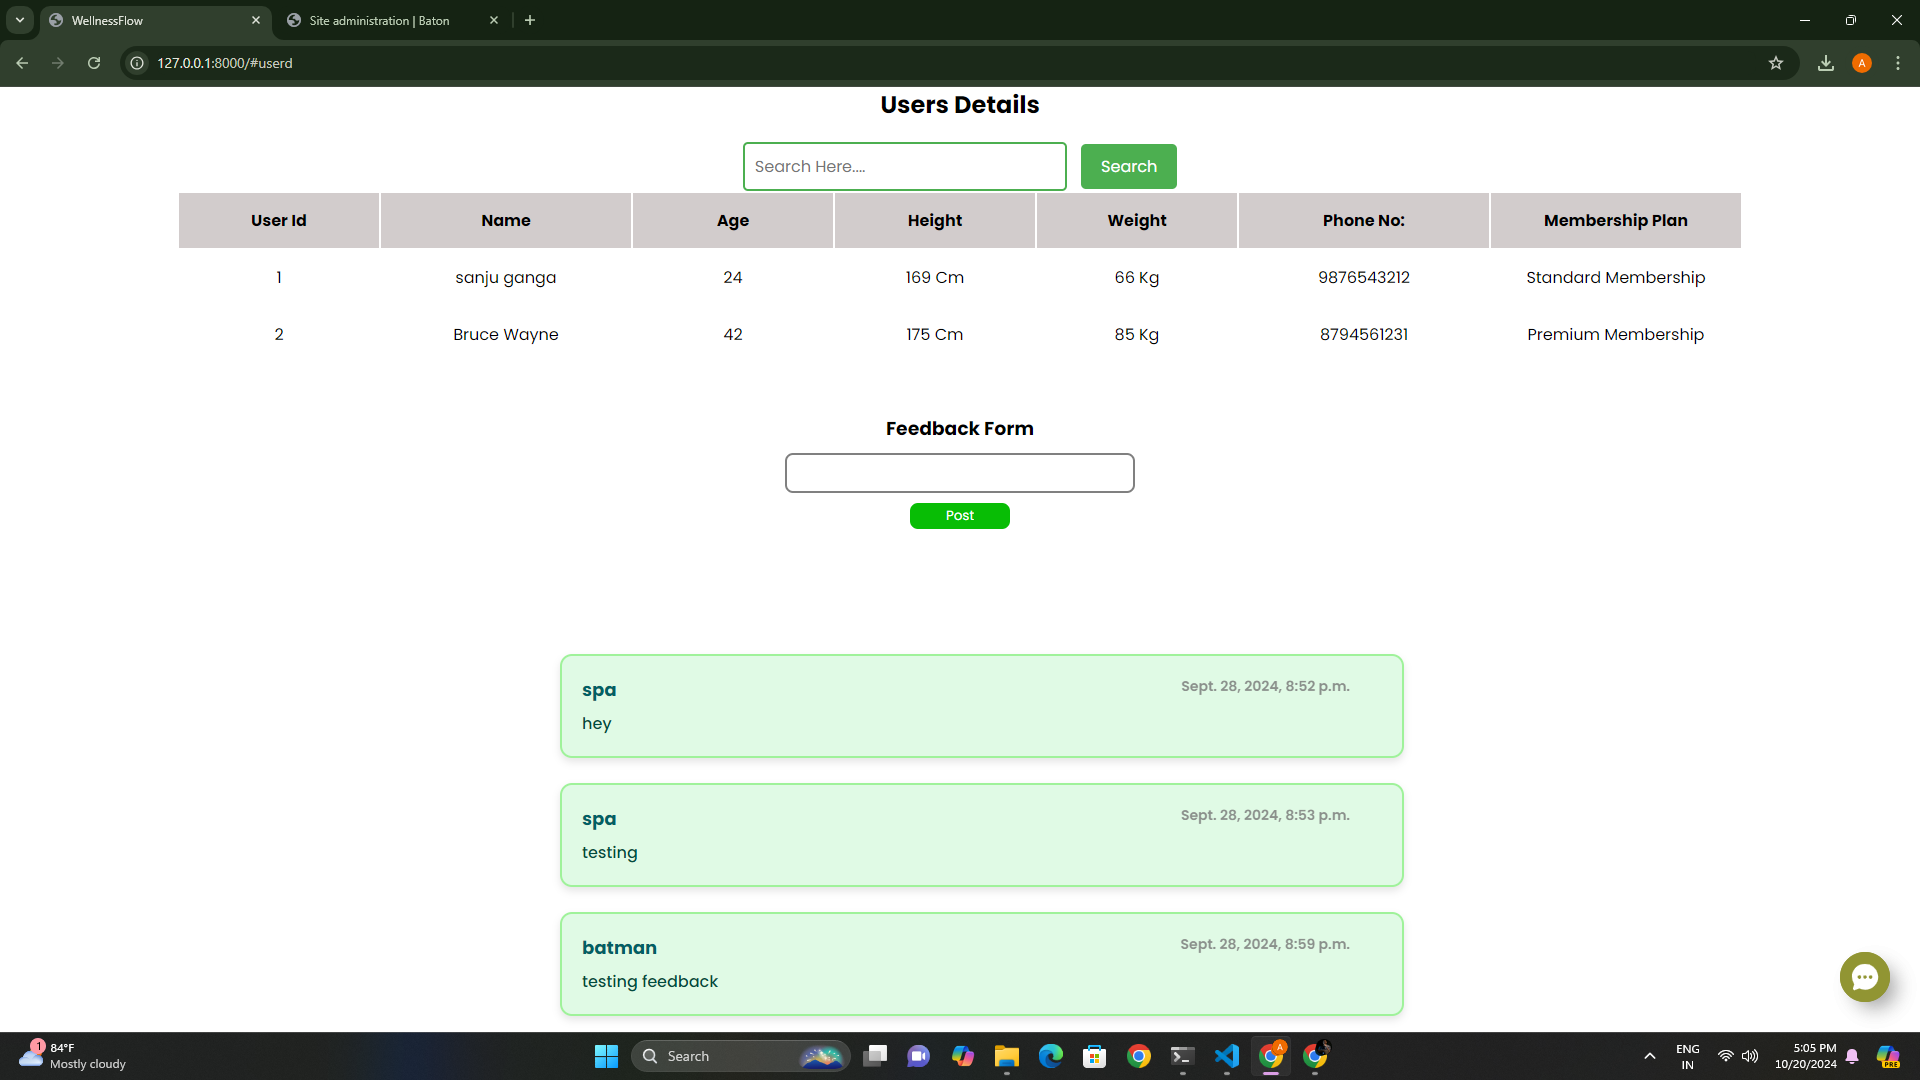 WellnessFlow
Site administration | Baton
127.0.0.1:8000/#userd
A
Users Details
Search Here....
Search
User Id Name Age Height Weight Phone No: Membership Plan
1 sanju ganga 24 169 Cm 66 Kg 9876543212 Standard Membership
2 Bruce Wayne 42 175 Cm 85 Kg 8794561231 Premium Membership
Feedback Form
Post
spa Sept. 28, 2024, 8:52 p.m.
hey
spa Sept. 28, 2024, 8:53 p.m.
testing
batman Sept. 28, 2024, 8:59 p.m.
testing feedback
1
84°F
Mostly cloudy
Search
A
ENG
IN
5:05 PM
10/20/2024
PRE